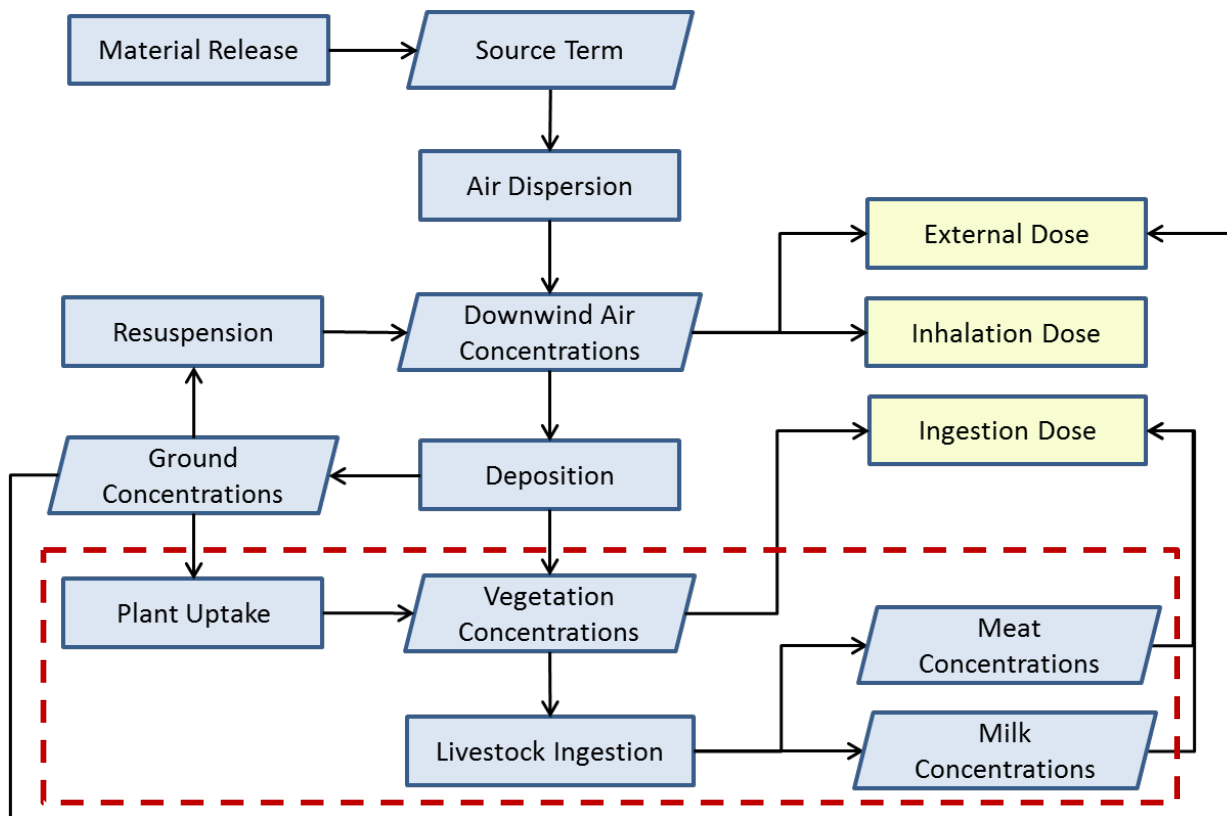 Material Release
Source Term
Air Dispersion
External Dose
Resuspension
Downwind Air
Concentrations
Inhalation Dose
Ground
Concentrations
Deposition
Ingestion Dose
Plant Uptake
Vegetation
Concentrations
Meat
Concentrations
Livestock Ingestion
Milk
Concentrations